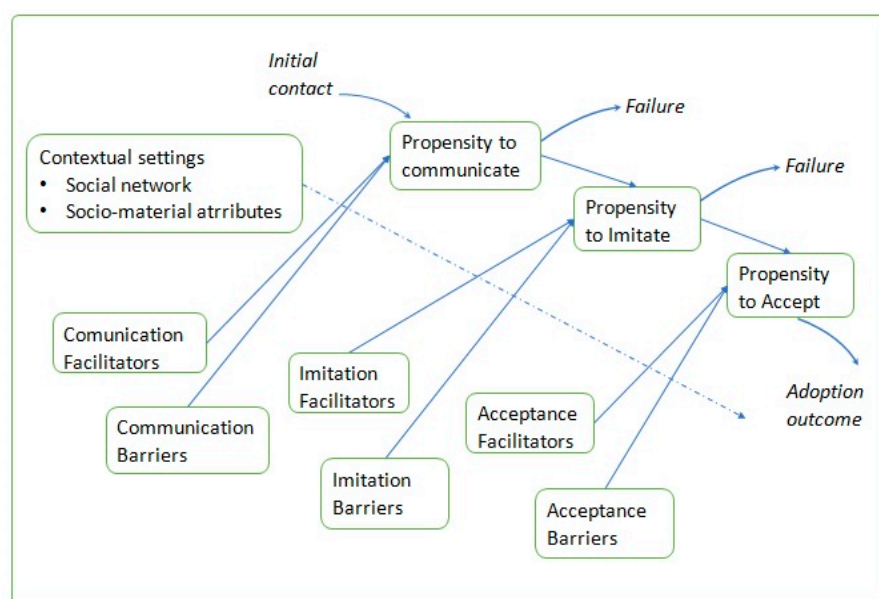 Initial
contact
Failure
Propensity to
communicate
Contextual settings
• Social network
• Socio-material atrributes
Failure
Propensity
to Imitate
Propensity
to Accept
Comunication
Facilitators
Imitation
Facilitators
Adoption
outcome
Communication
Barriers
Acceptance
Facilitators
Imitation
Barriers
Acceptance
Barriers